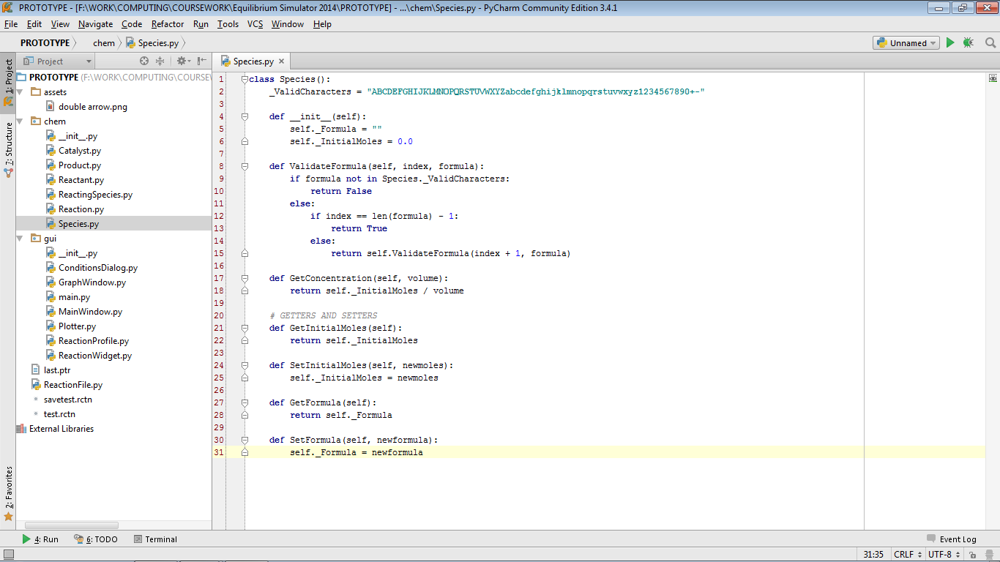 PROTOTYPE - [F:\WORK\COMPUTING\COURSEWORK\Equilibrium Simulator 2014\PROTOTYPE] - ...\chem\Species.py - PyCharm Community Edition 3.4.1
File Edit View Navigate Code Refactor Run Tools VCS Window Help
PROTOTYPE chem Species.py Unnamed
Project
Species.py
1: Project
7: Structure
2: Favorites
PROTOTYPE (F:\WORK\COMPUTING\COURSEW
assets
double arrow.png
chem
__init__.py
Catalyst.py
Product.py
Reactant.py
ReactingSpecies.py
Reaction.py
Species.py
gui
__init__.py
ConditionsDialog.py
GraphWindow.py
main.py
MainWindow.py
Plotter.py
ReactionProfile.py
ReactionWidget.py
last.ptr
ReactionFile.py
savetest.rctn
test.rctn
External Libraries
1 class Species():
2     _ValidCharacters = "ABCDEFGHIJKLMNOPQRSTUVWXYZabcdefghijklmnopqrstuvwxyz1234567890+-"
3
4     def __init__(self):
5         self._Formula = ""
6         self._InitialMoles = 0.0
7
8     def ValidateFormula(self, index, formula):
9         if formula not in Species._ValidCharacters:
10             return False
11         else:
12             if index == len(formula) - 1:
13                 return True
14             else:
15                 return self.ValidateFormula(index + 1, formula)
16
17     def GetConcentration(self, volume):
18         return self._InitialMoles / volume
19
20     # GETTERS AND SETTERS
21     def GetInitialMoles(self):
22         return self._InitialMoles
23
24     def SetInitialMoles(self, newmoles):
25         self._InitialMoles = newmoles
26
27     def GetFormula(self):
28         return self._Formula
29
30     def SetFormula(self, newformula):
31         self._Formula = newformula
4: Run 6: TODO Terminal Event Log
31:35 CRLF UTF-8